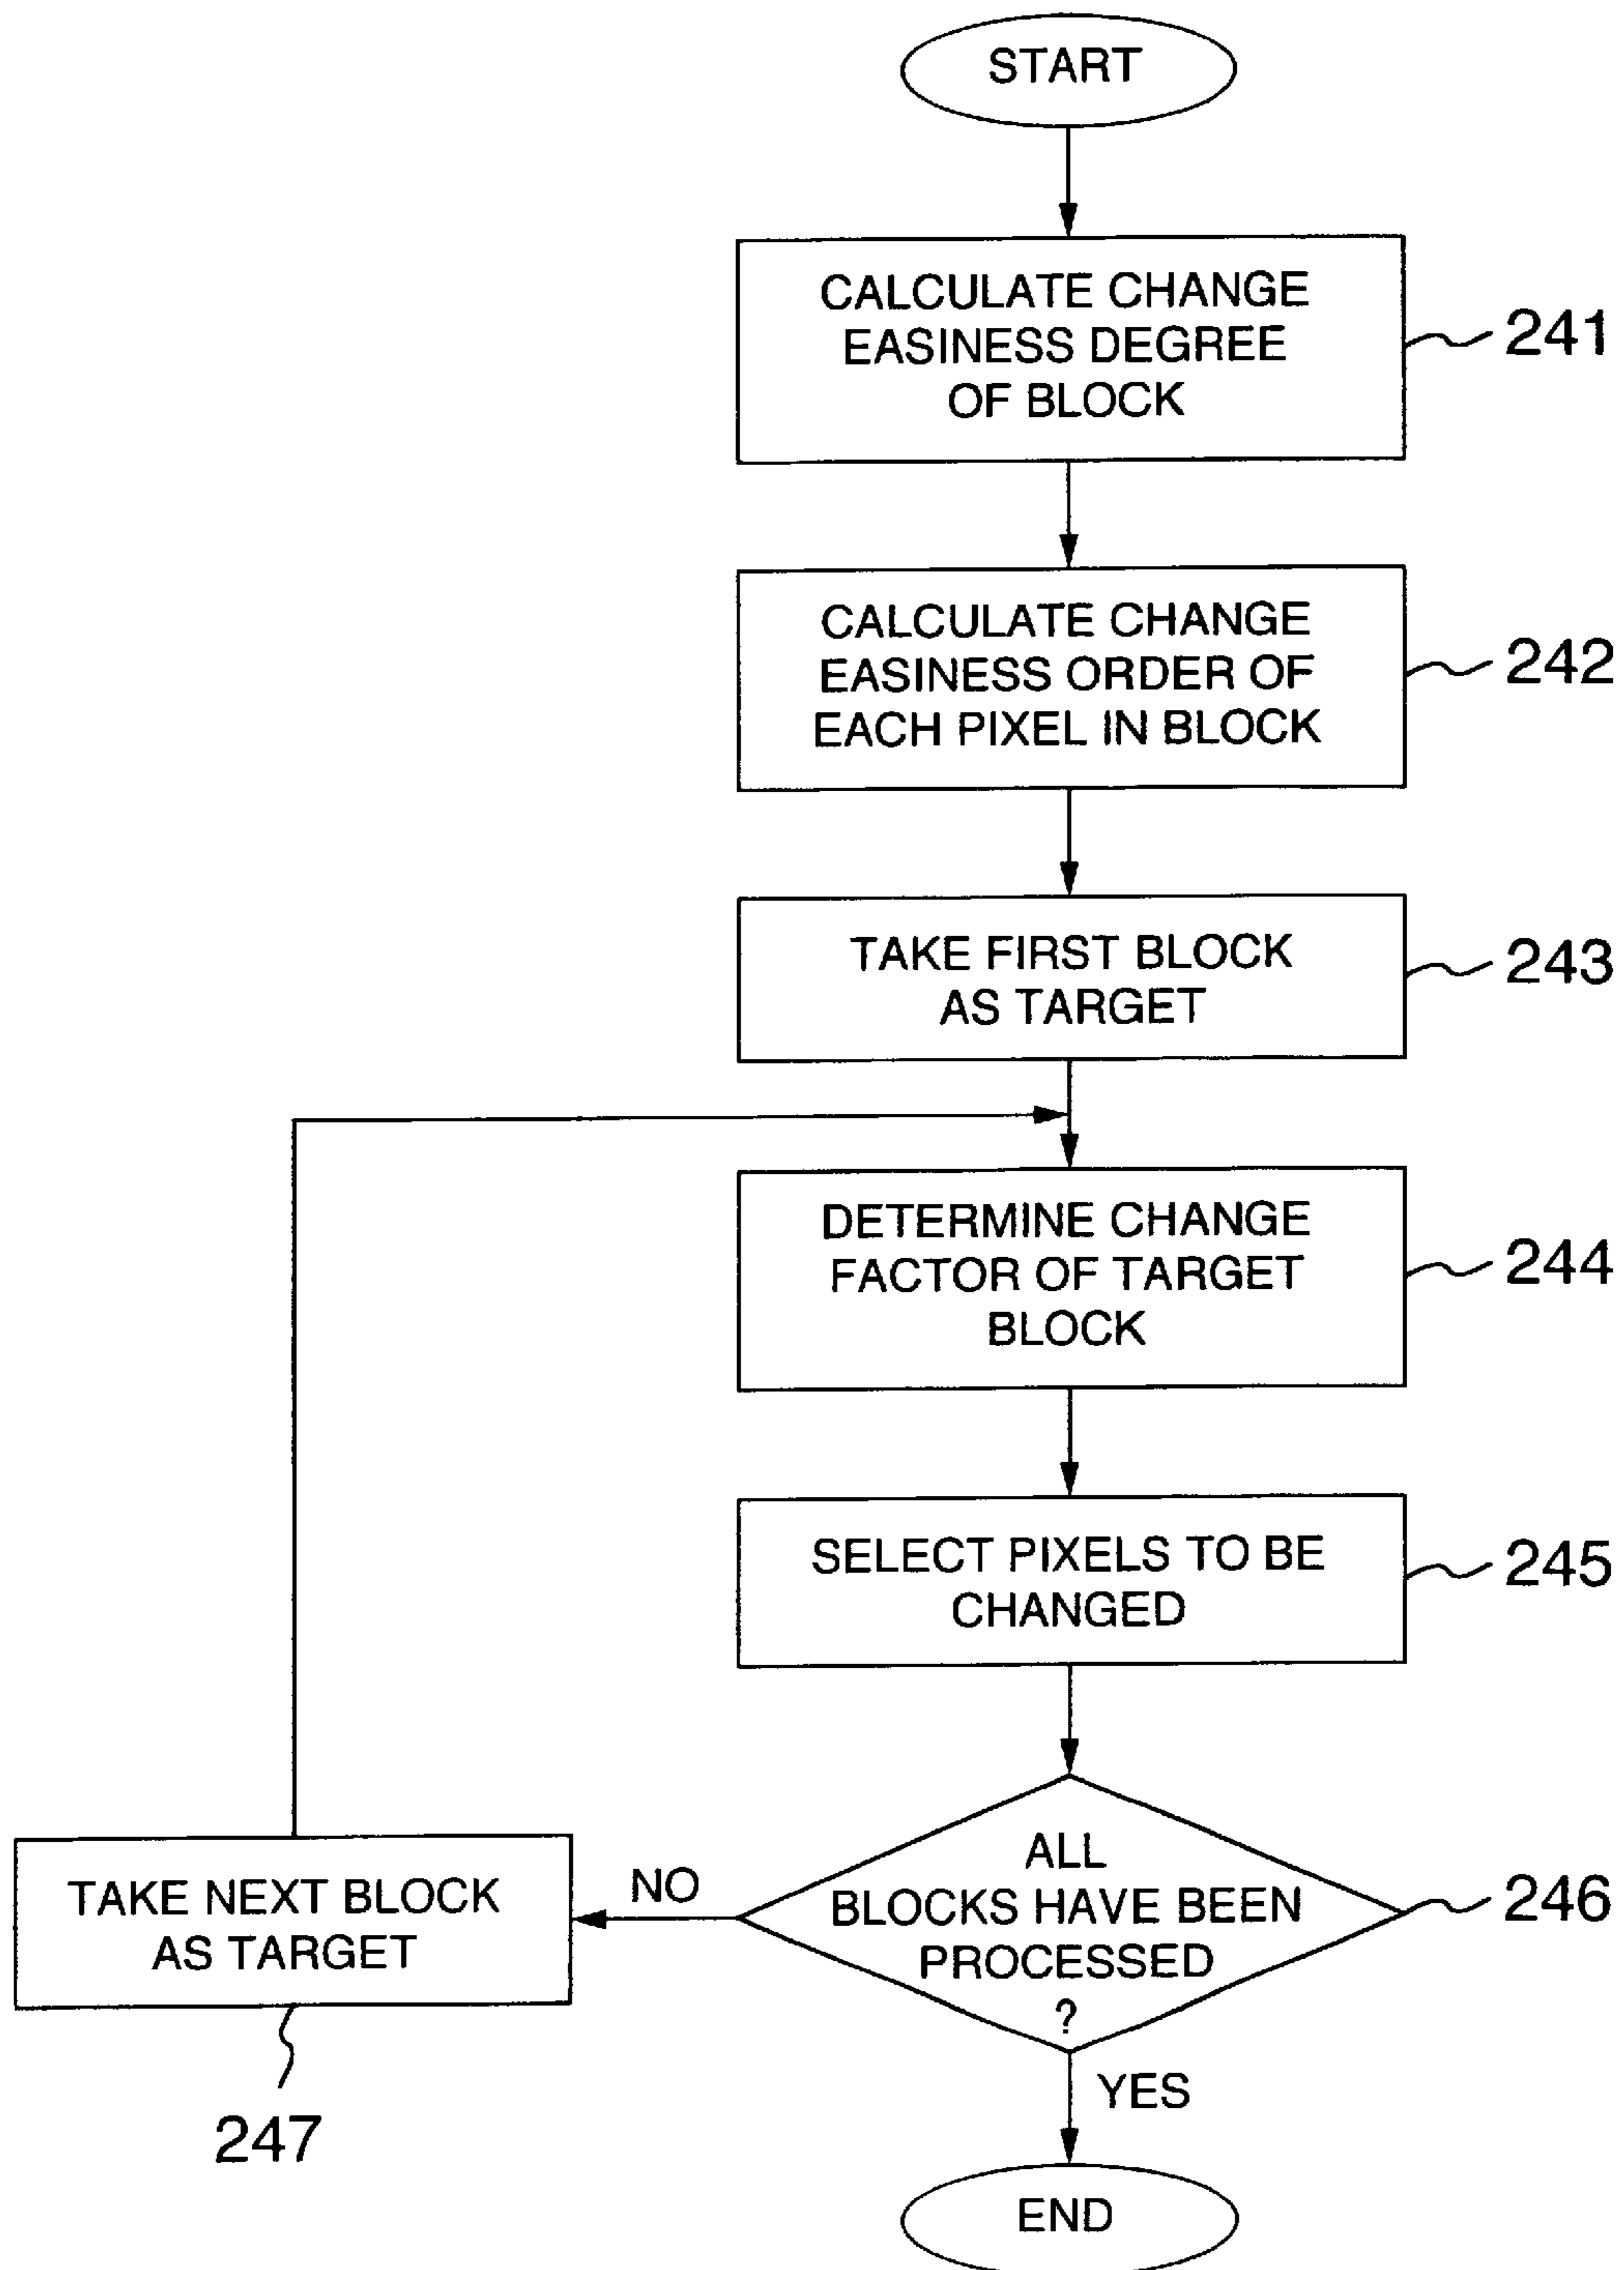 START
CALCULATE CHANGE
EASINESS DEGREE
OF BLOCK
241
CALCULATE CHANGE
EASINESS ORDER OF
EACH PIXEL IN BLOCK
242
TAKE FIRST BLOCK
AS TARGET
243
DETERMINE CHANGE
FACTOR OF TARGET
BLOCK
244
SELECT PIXELS TO BE
CHANGED
245
ALL
BLOCKS HAVE BEEN
PROCESSED
?
246
NO
TAKE NEXT BLOCK
AS TARGET
247
YES
END